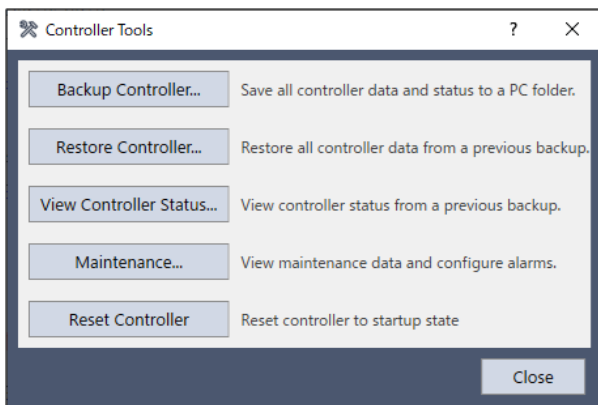 Controller Tools ?
Backup Controller... Save all controller data and status to a PC folder.
Restore Controller... Restore all controller data from a previous backup.
View Controller Status... View controller status from a previous backup.
Maintenance... View maintenance data and configure alarms.
Reset Controller Reset controller to startup state
Close